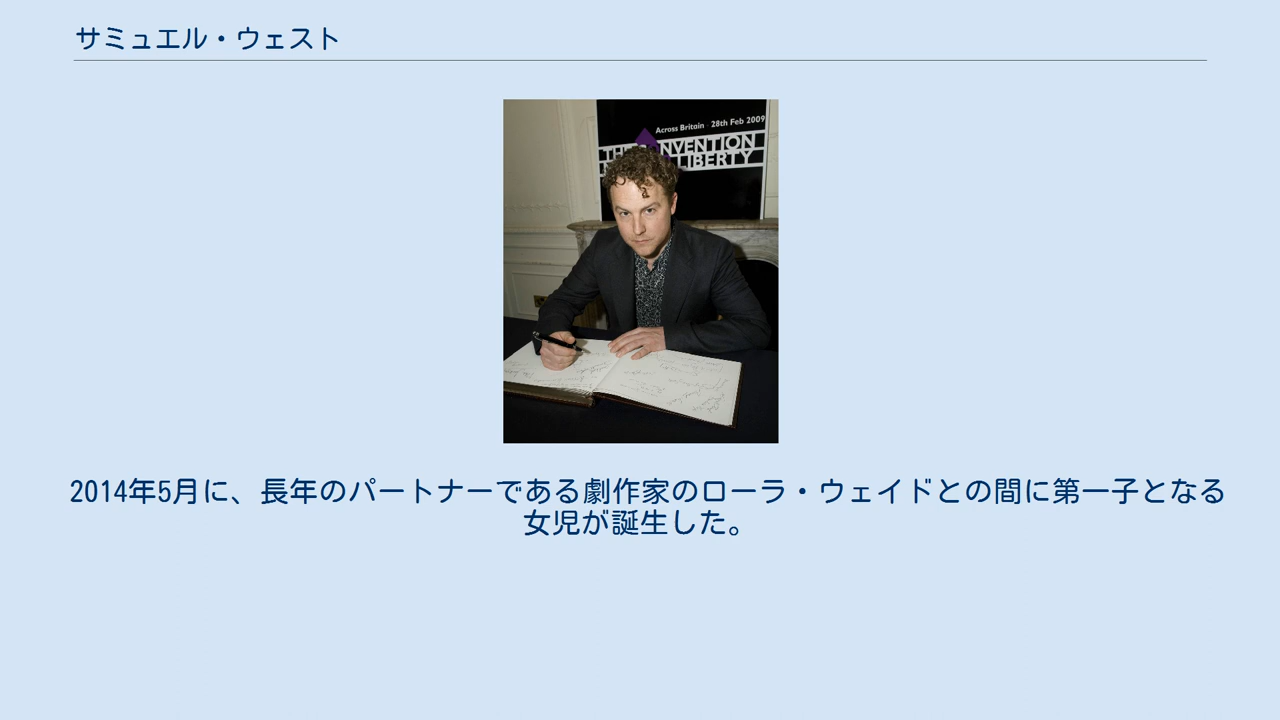 サミュエル・ウェスト
Across Britain 28th Feb 2009
THE CONVENTION
LIBERTY
2014年5月に、長年のパートナーである劇作家のローラ・ウェイドとの間に第一子となる
女児が誕生した。